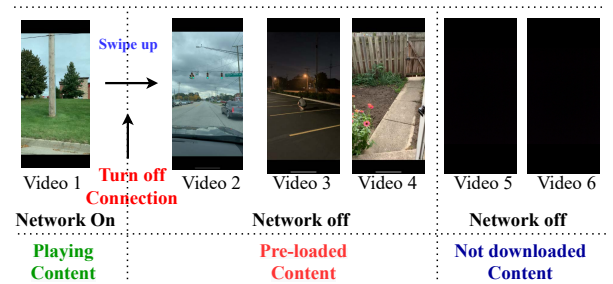 Swipe up
Turn off
Connection
Video 1
Video 2
Video 3
Video 4
Video 5
Video 6
Network On
Network off
Network off
Playing
Content
Pre-loaded
Content
Not downloaded
Content